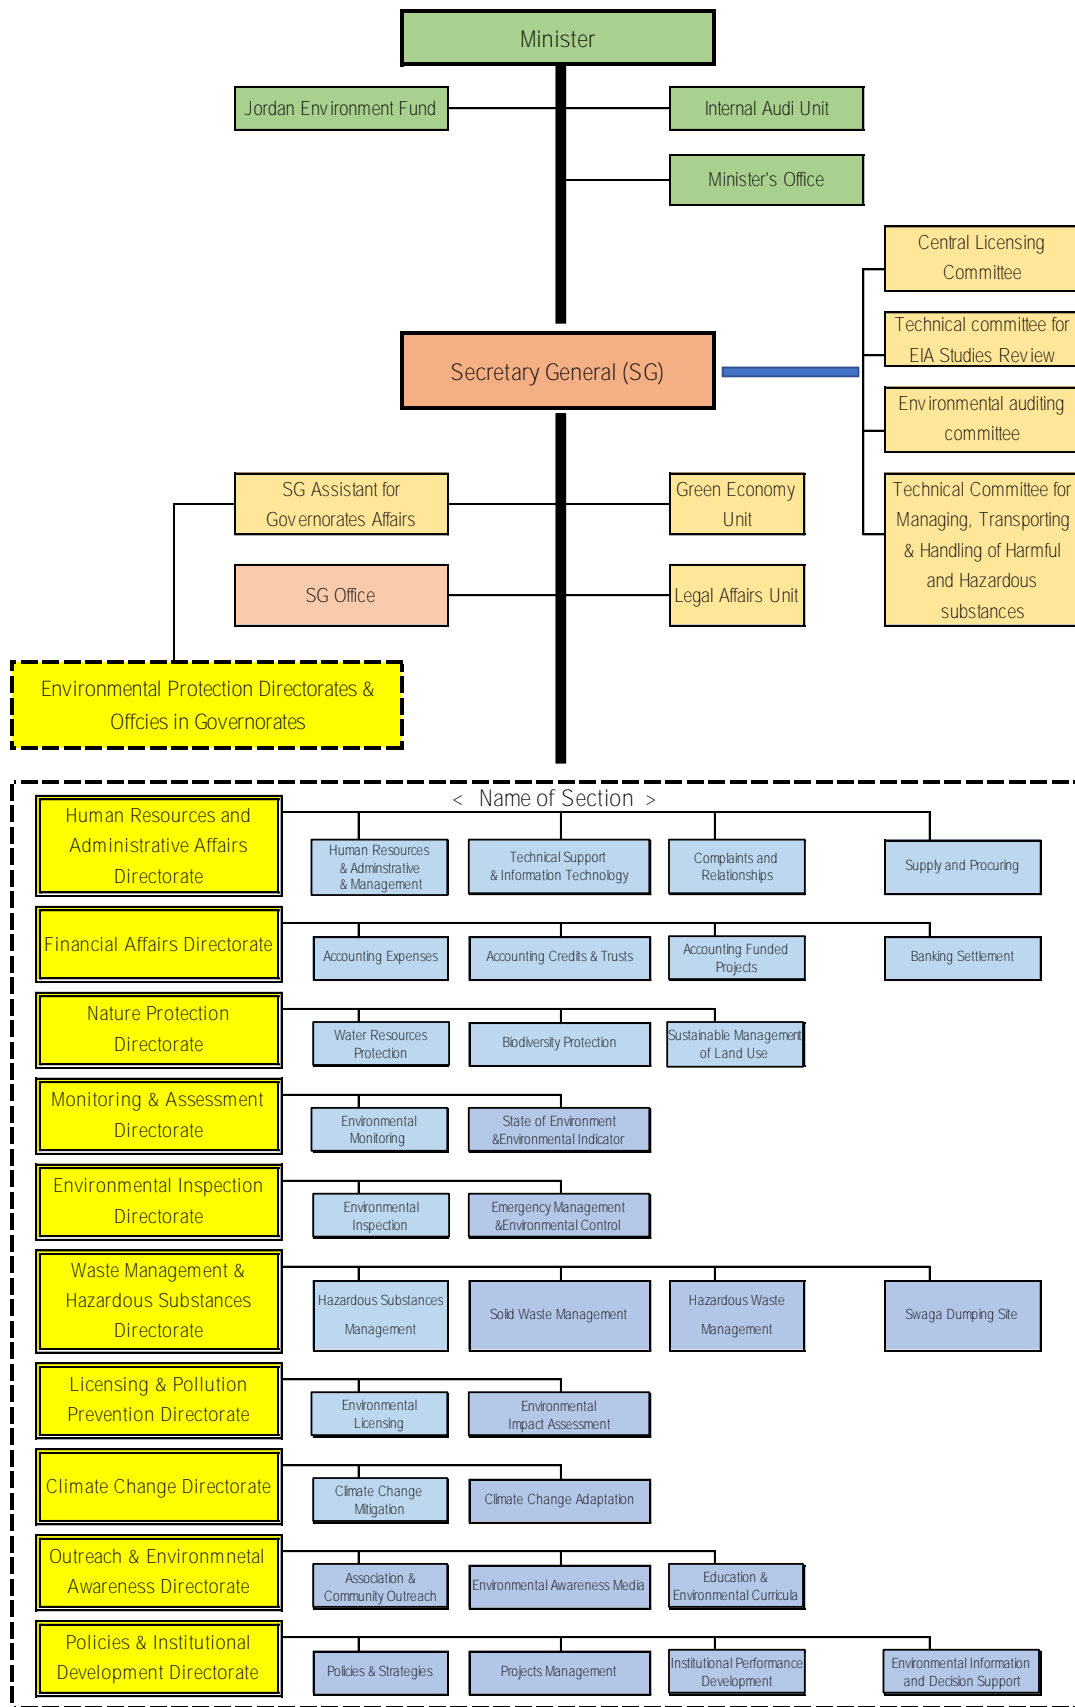 Minister
Jordan Environment Fund
Internal Audi Unit
Minister's Office
Central Licensing
Committee
Technical committee for
EIA Studies Review
Secretary General (SG)
Environmental auditing
committee
SG Assistant for
Governorates Affairs
Green Economy
Unit
Technical Committee for
Managing, Transporting
& Handling of Harmful
and Hazardous
substances
SG Office
Legal Affairs Unit
Environmental Protection Directorates &
Offcies in Governorates
< Name of Section >
Human Resources and
Administrative Affairs
Directorate
Human Resources
& Adminstrative
& Management
Technical Support
& Information Technology
Complaints and
Relationships
Supply and Procuring
Financial Affairs Directorate
Accounting Expenses
Accounting Credits & Trusts
Accounting Funded
Projects
Banking Settlement
Nature Protection
Directorate
Water Resources
Protection
Biodiversity Protection
Sustainable Management
of Land Use
Monitoring & Assessment
Directorate
Environmental
Monitoring
State of Environment
&Environmental Indicator
Environmental Inspection
Directorate
Environmental
Inspection
Emergency Management
&Environmental Control
Waste Management &
Hazardous Substances
Directorate
Hazardous Substances
Management
Solid Waste Management
Hazardous Waste
Management
Swaga Dumping Site
Licensing & Pollution
Prevention Directorate
Environmental
Licensing
Environmental
Impact Assessment
Climate Change Directorate
Climate Change
Mitigation
Climate Change Adaptation
Outreach & Environmnetal
Awareness Directorate
Association &
Community Outreach
Environmental Awareness Media
Education &
Environmental Curricula
Policies & Institutional
Development Directorate
Policies & Strategies
Projects Management
Institutional Performance
Development
Environmental Information
and Decision Support